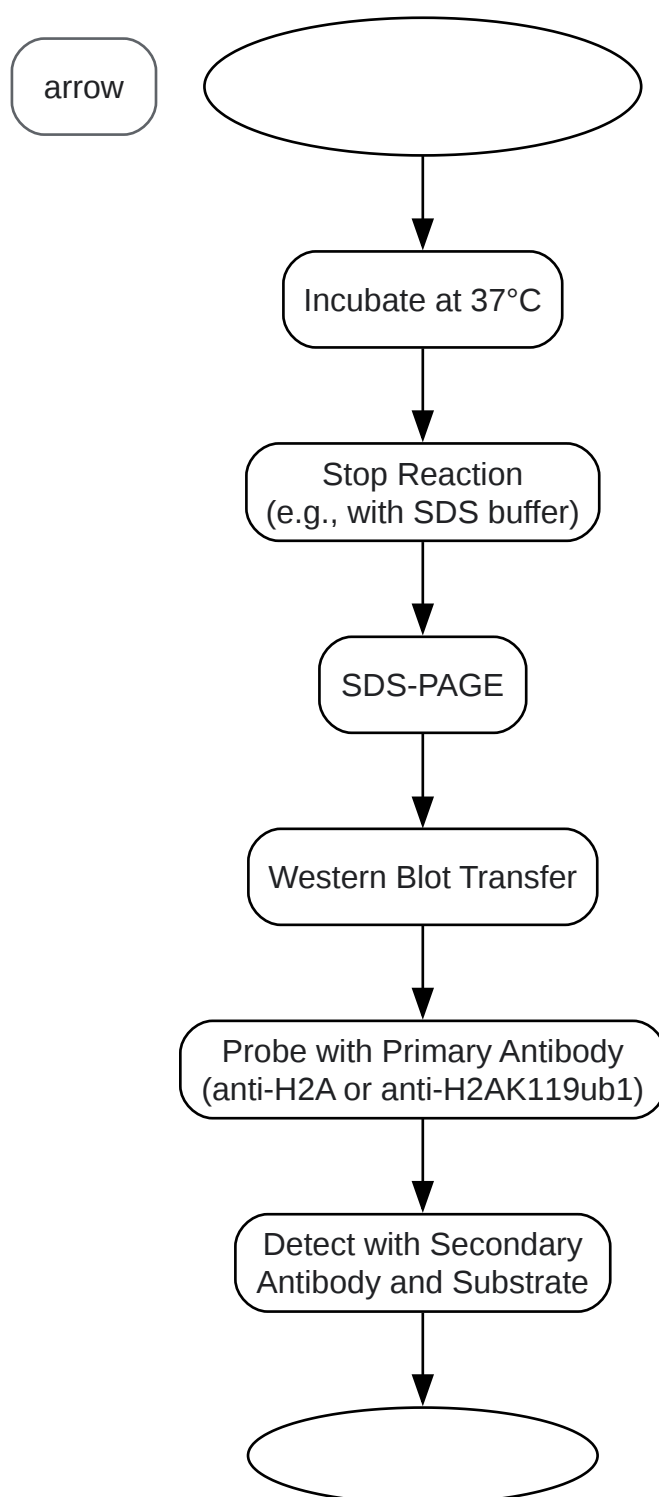 arrow
Incubate at 37°C
Stop Reaction
(e.g., with SDS buffer)
SDS-PAGE
Western Blot Transfer
Probe with Primary Antibody
(anti-H2A or anti-H2AK119ub1)
Detect with Secondary
Antibody and Substrate